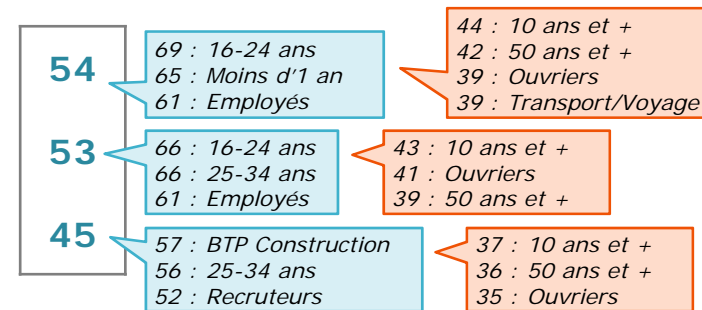 54
69 : 16-24 ans
65 : Moins d'1 an
61 : Employés
44 : 10 ans et +
42 : 50 ans et +
39 : Ouvriers
39 : Transport/Voyage
53
66 : 16-24 ans
66 : 25-34 ans
61 : Employés
43 : 10 ans et +
41 : Ouvriers
39 : 50 ans et +
45
57 : BTP Construction
56 : 25-34 ans
52 : Recruteurs
37 : 10 ans et +
36 : 50 ans et +
35 : Ouvriers